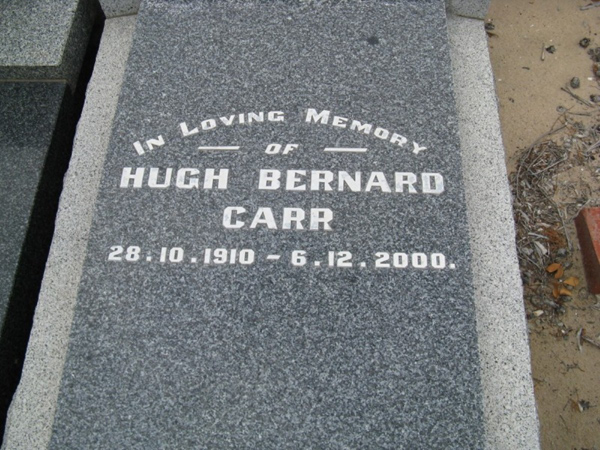 In Loving Memory
— OF —
HUGH BERNARD
CARR
28.10.1910 - 6.12.2000.